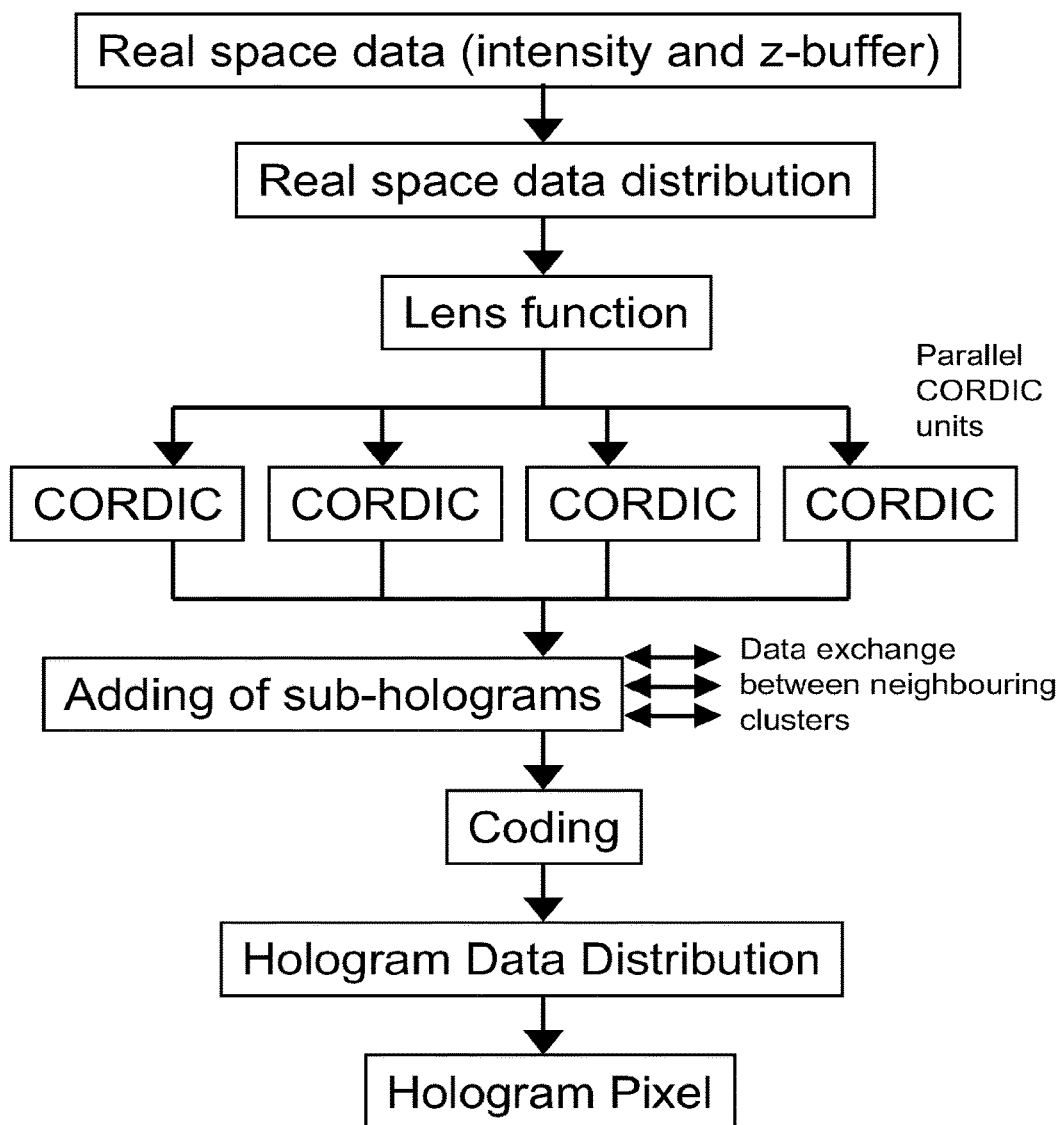 Real space data (intensity and z-buffer)
Real space data distribution
Lens function
Parallel
CORDIC
units
CORDIC
CORDIC
CORDIC
CORDIC
Adding of sub-holograms
Data exchange
between neighbouring
clusters
Coding
Hologram Data Distribution
Hologram Pixel